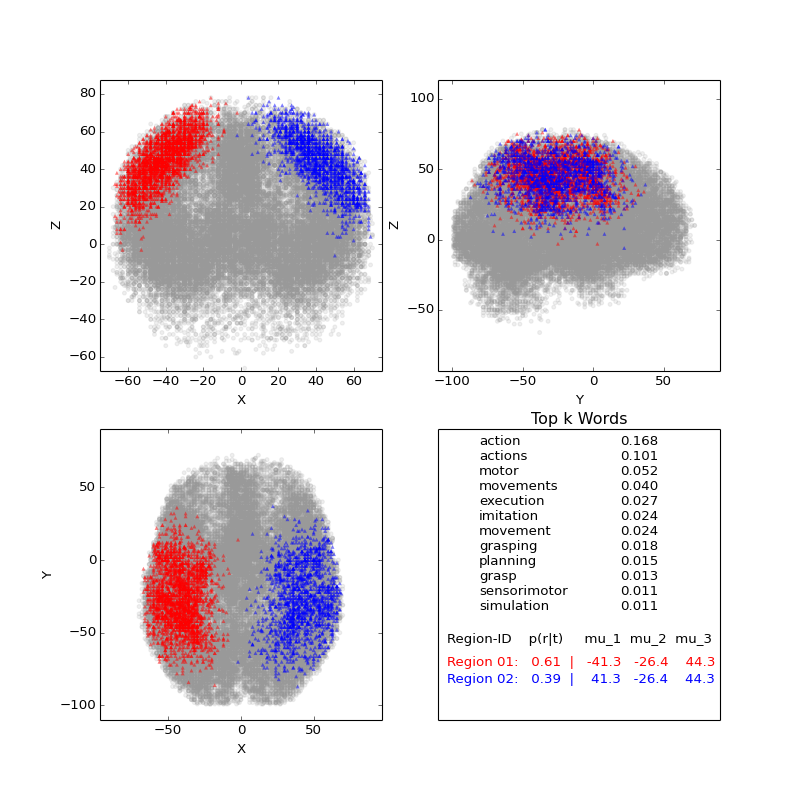 80
60
40
20
0
−20
−40
−60
Z
−60 −40 −20 0 20 40 60
X
100
50
0
−50
Z
−100 −50 0 50
Y
50
0
−50
−100
Y
−50 0 50
X
Top k Words
action 0.168
actions 0.101
motor 0.052
movements 0.040
execution 0.027
imitation 0.024
movement 0.024
grasping 0.018
planning 0.015
grasp 0.013
sensorimotor 0.011
simulation 0.011
Region-ID p(r|t) mu_1 mu_2 mu_3
Region 01: 0.61 | -41.3 -26.4 44.3
Region 02: 0.39 | 41.3 -26.4 44.3